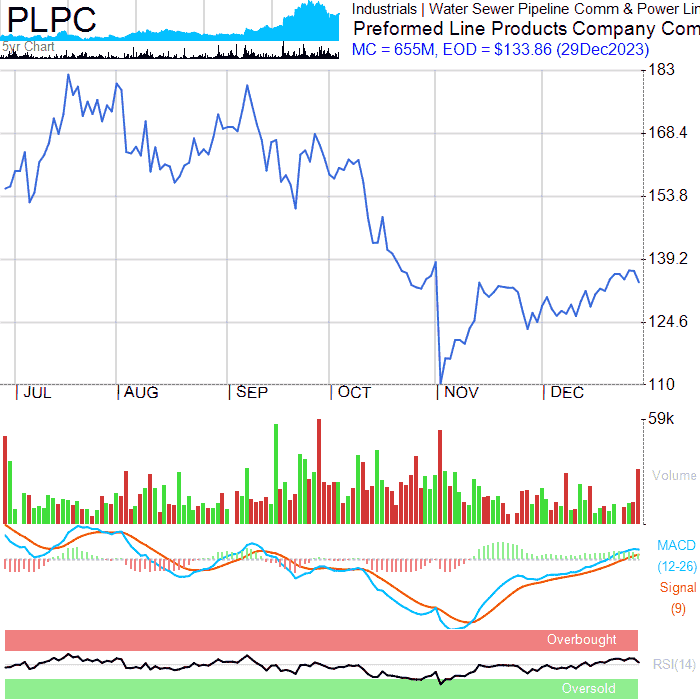 PLPC
5yr Chart
Industrials | Water Sewer Pipeline Comm & Power Lin
Preformed Line Products Company Com
MC = 655M, EOD = $133.86 (29Dec2023)
183
168.4
153.8
139.2
124.6
110
JUL AUG SEP OCT NOV DEC
59k
Volume
MACD
(12-26)
Signal
(9)
Overbought
RSI(14)
Oversold